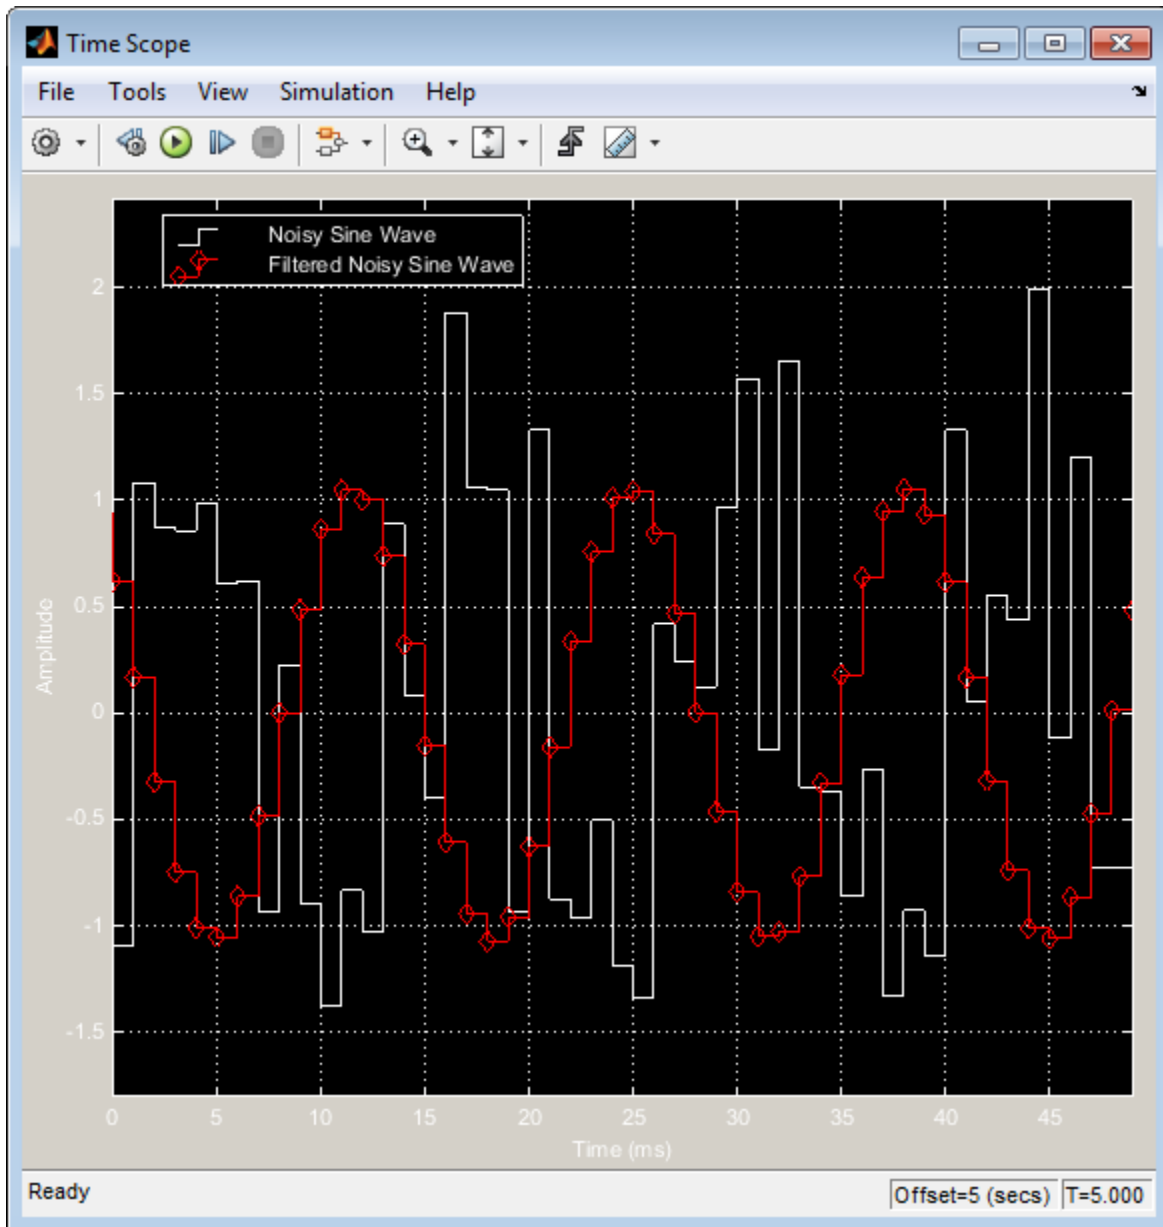 Time Scope
File Tools View Simulation Help
Noisy Sine Wave
Filtered Noisy Sine Wave
2
1.5
1
0.5
0
-0.5
-1
-1.5
Amplitude
0 5 10 15 20 25 30 35 40 45
Time (ms)
Ready Offset=5 (secs) T=5.000